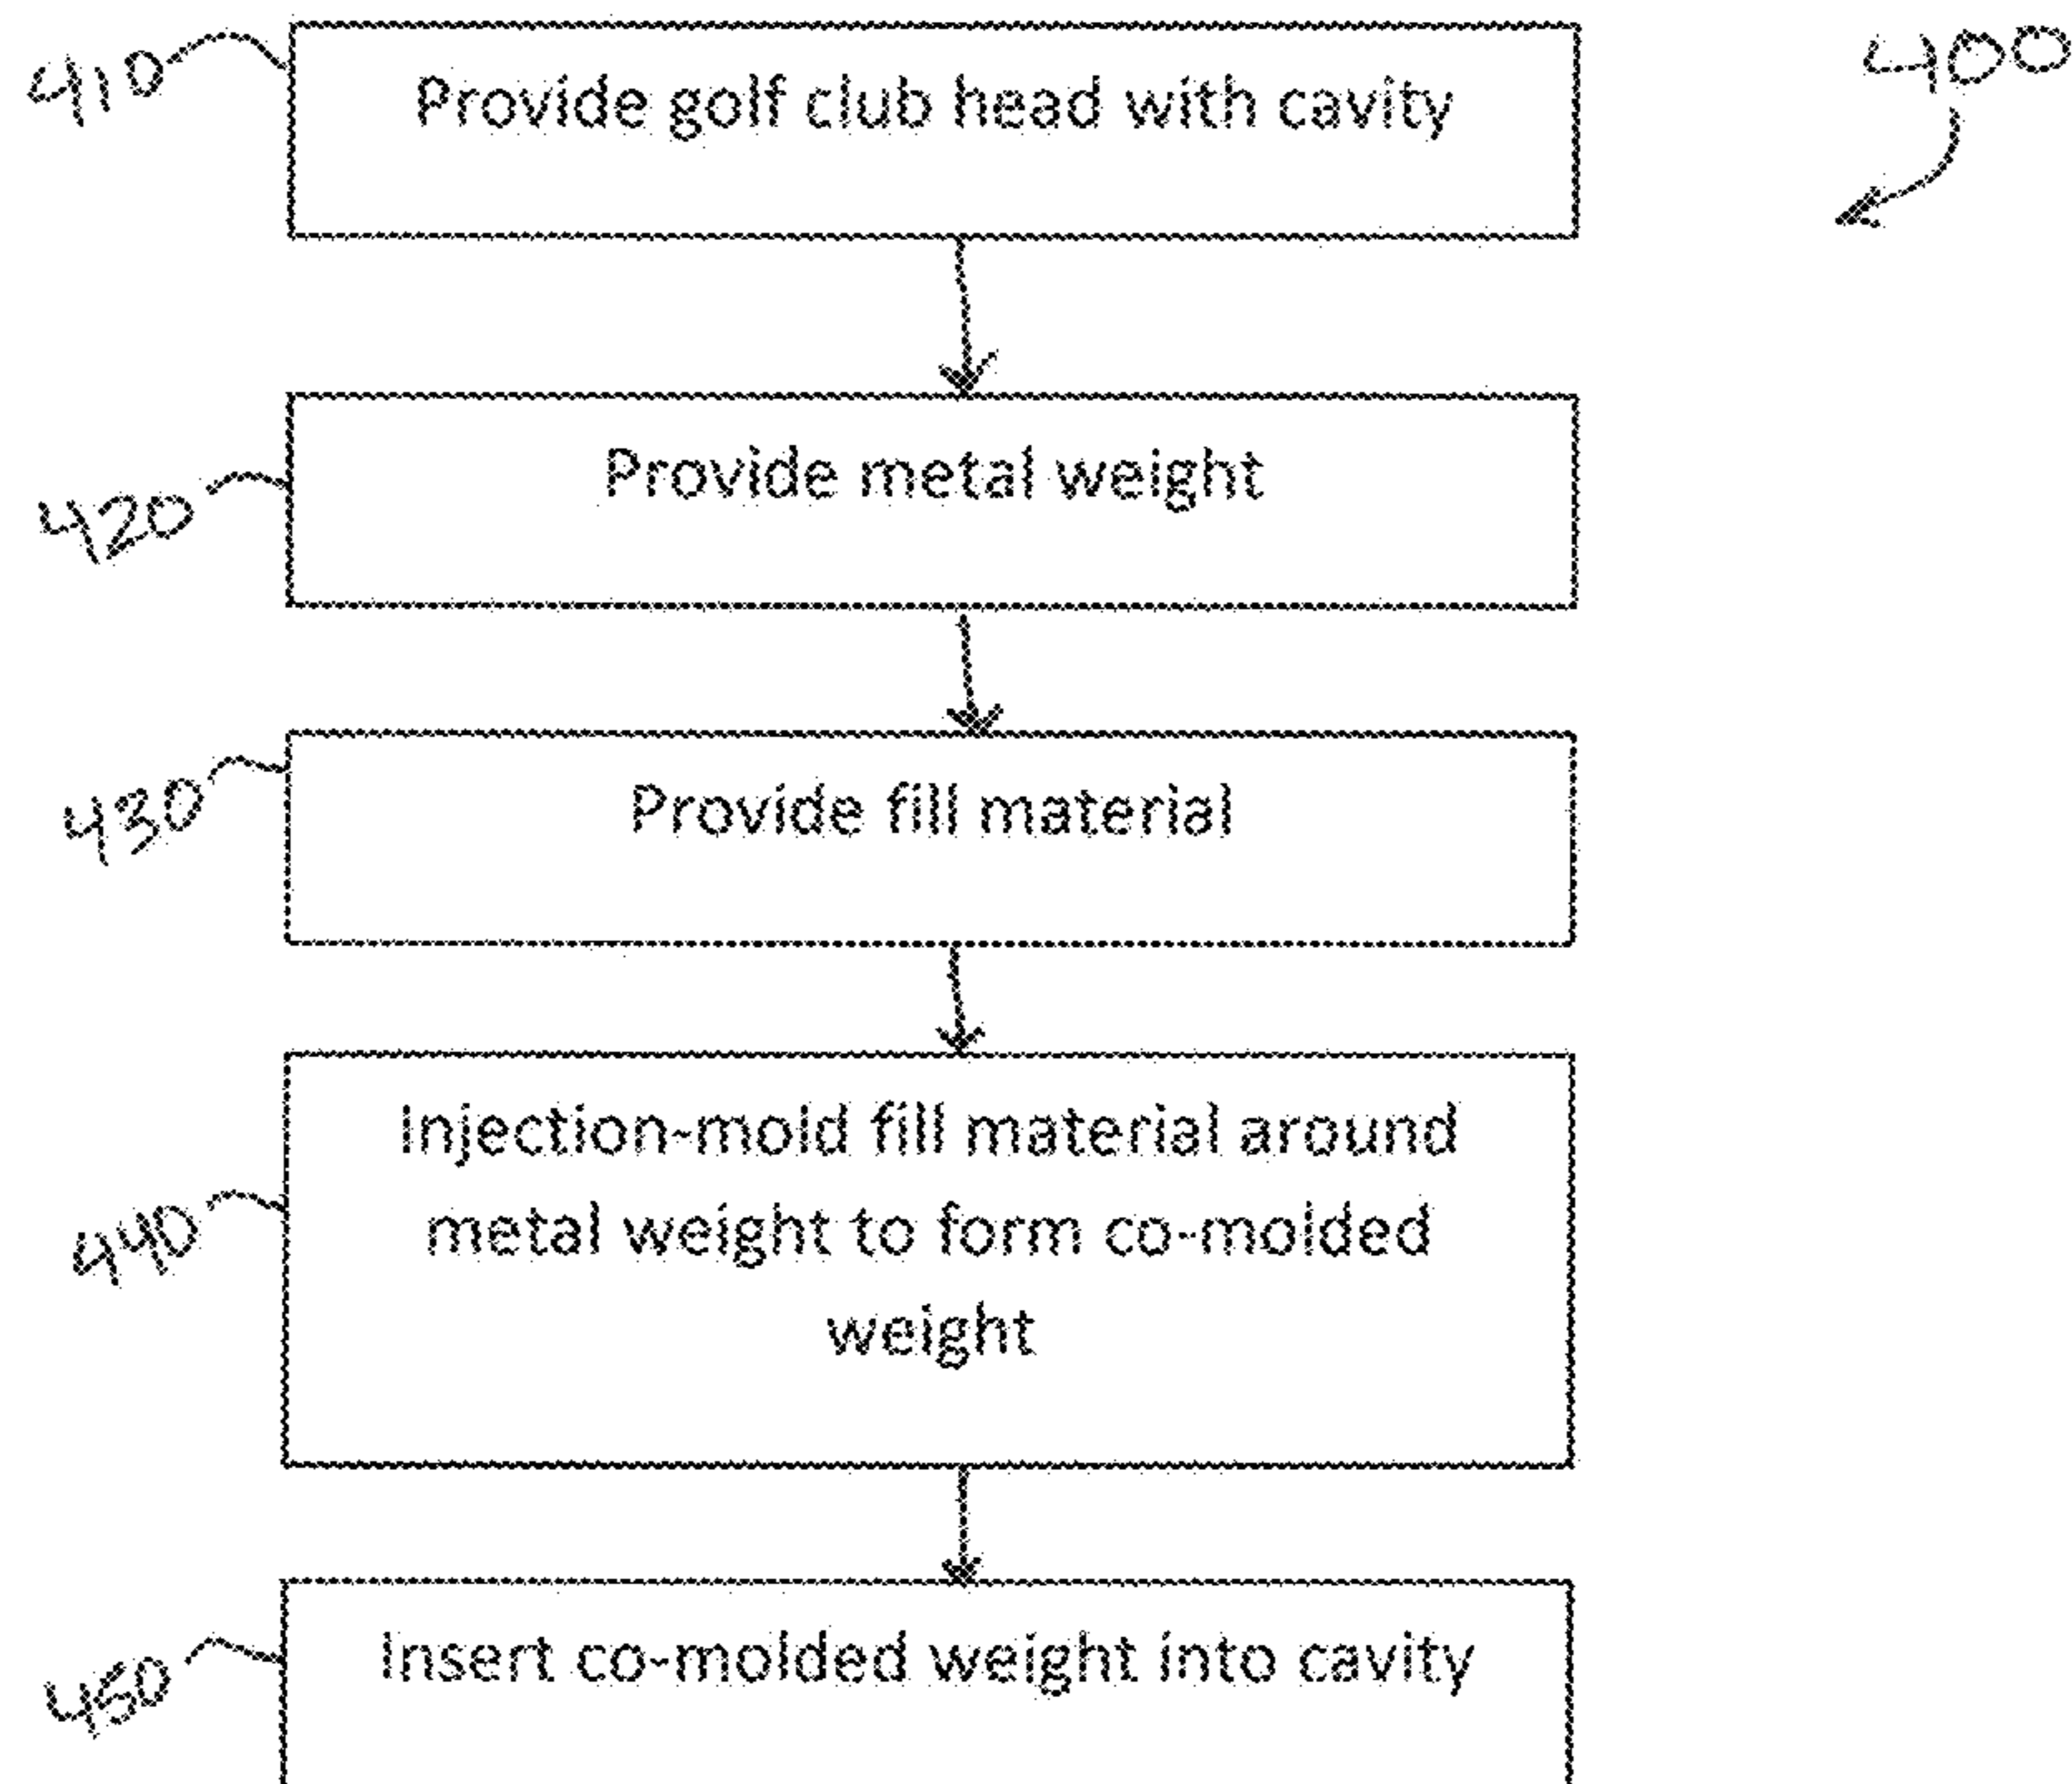 410
Provide golf club head with cavity
400
420
Provide metal weight
430
Provide fill material
440
Injection-mold fill material around
metal weight to form co-molded
weight
450
Insert co-molded weight into cavity